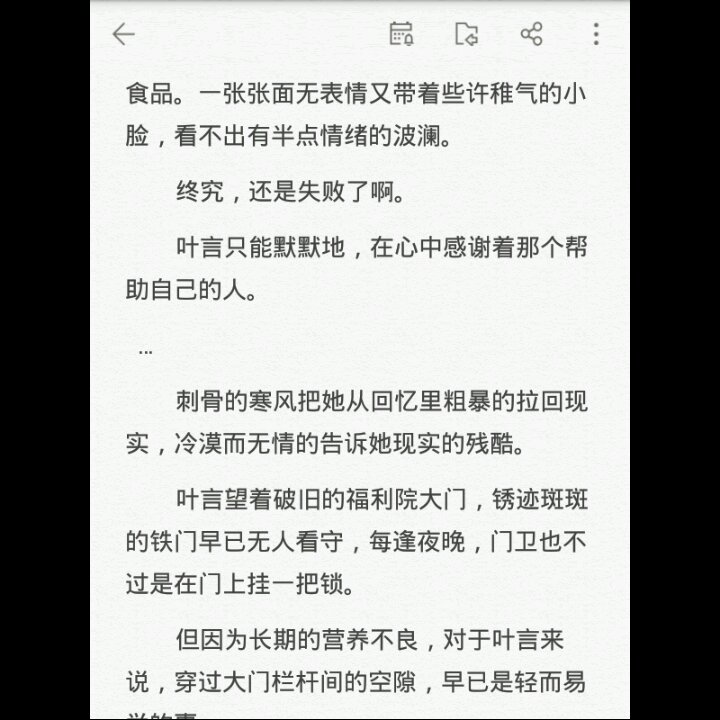 食品。一张张面无表情又带着些许稚气的小
脸，看不出有半点情绪的波澜。
终究，还是失败了啊。
叶言只能默默地，在心中感谢着那个帮
助自己的人。
...
刺骨的寒风把她从回忆里粗暴的拉回现
实，冷漠而无情的告诉她现实的残酷。
叶言望着破旧的福利院大门，锈迹斑斑
的铁门早已无人看守，每逢夜晚，门卫也不
过是在门上挂一把锁。
但因为长期的营养不良，对于叶言来
说，穿过大门栏杆间的空隙，早已是轻而易